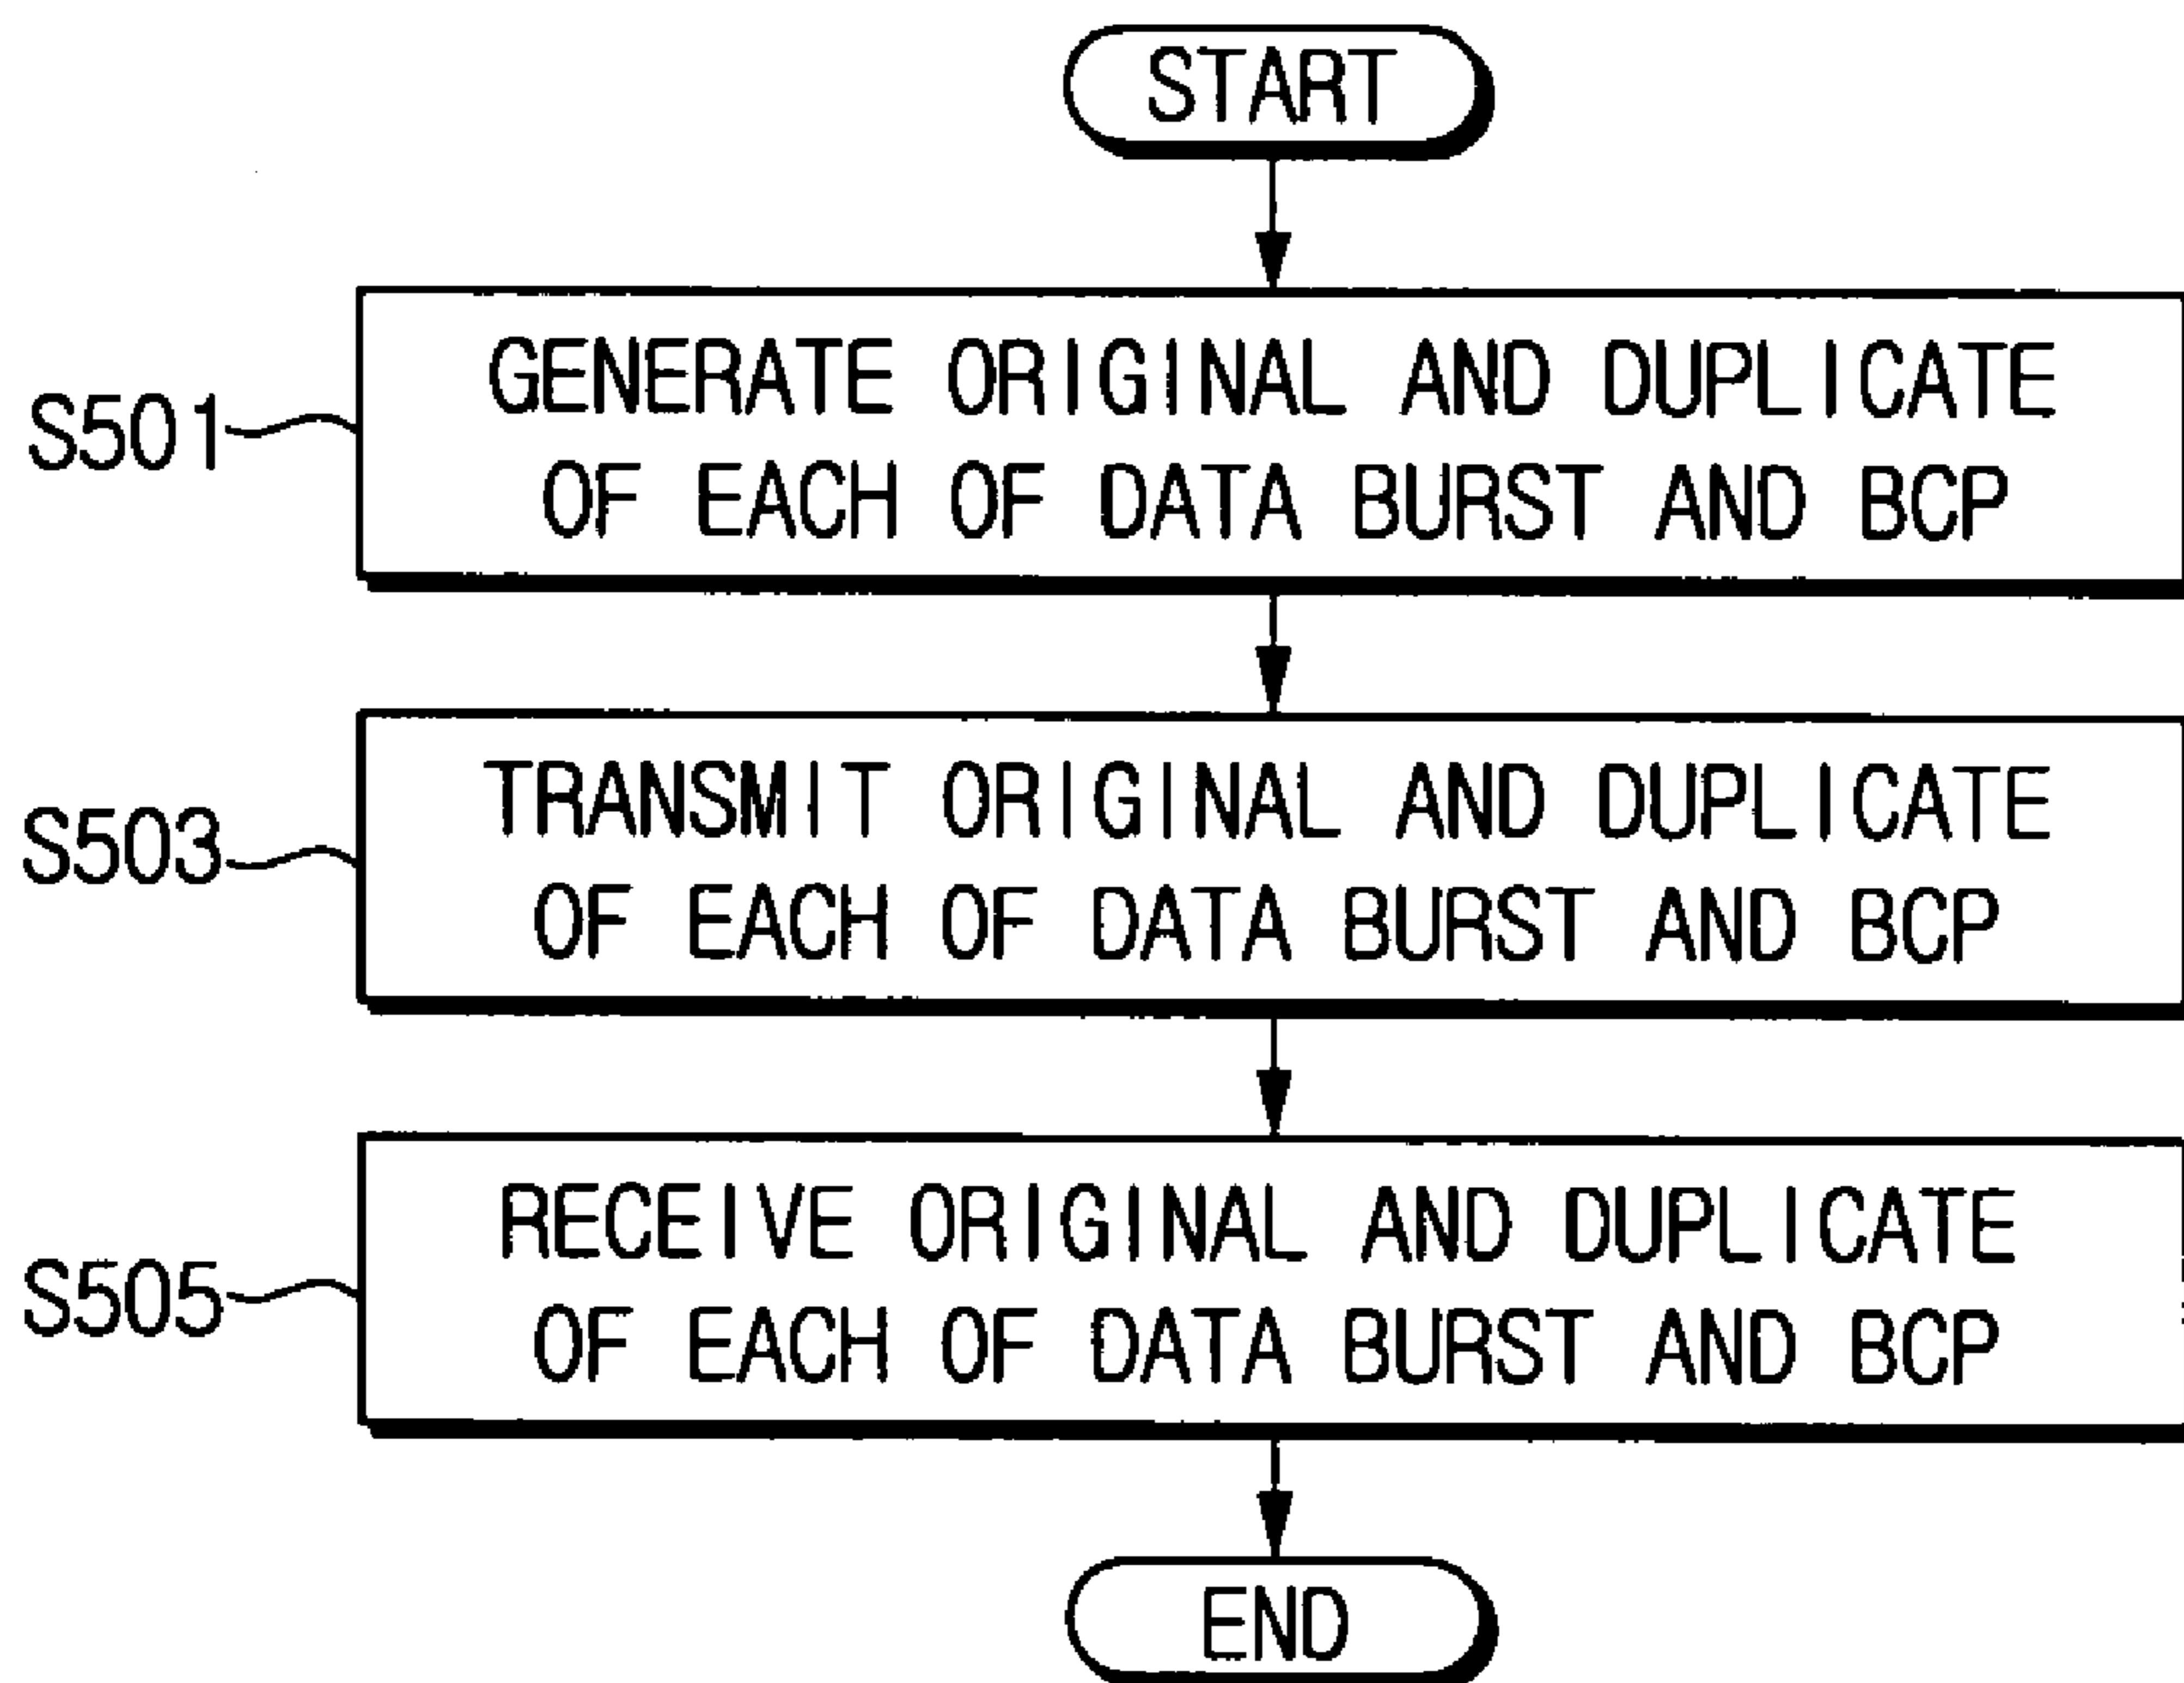 START
S501
GENERATE ORIGINAL AND DUPLICATE
OF EACH OF DATA BURST AND BCP
S503
TRANSMIT ORIGINAL AND DUPLICATE
OF EACH OF DATA BURST AND BCP
S505
RECEIVE ORIGINAL AND DUPLICATE
OF EACH OF DATA BURST AND BCP
END